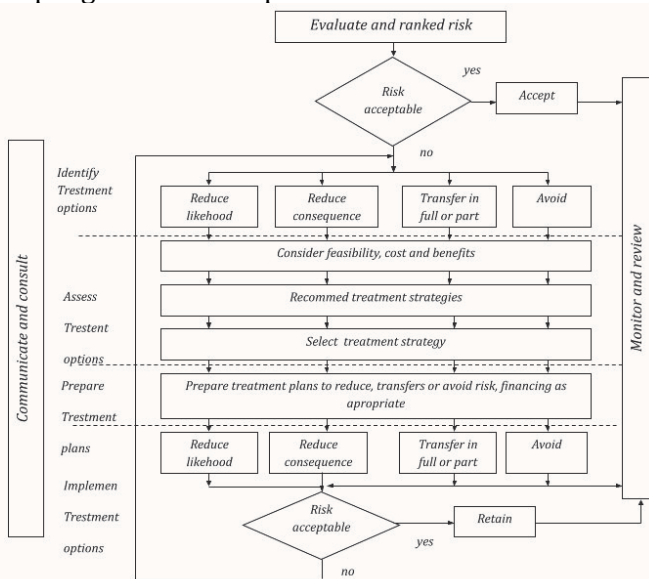 Evaluate and ranked risk
yes
Risk
acceptable
Accept
no
Identify
Trestment
options
Reduce
likehood
Reduce
consequence
Transfer in
full or part
Avoid
Consider feasibility, cost and benefits
Assess
Trestent
options
Recommed treatment strategies
Select treatment strategy
Prepare
Trestment
plans
Prepare treatment plans to reduce, transfers or avoid risk, financing as
apropriate
Reduce
likehood
Reduce
consequence
Transfer in
full or part
Avoid
Implemen
Trestment
options
Risk
acceptable
yes
Retain
no
Communicate and consult
Monitor and review